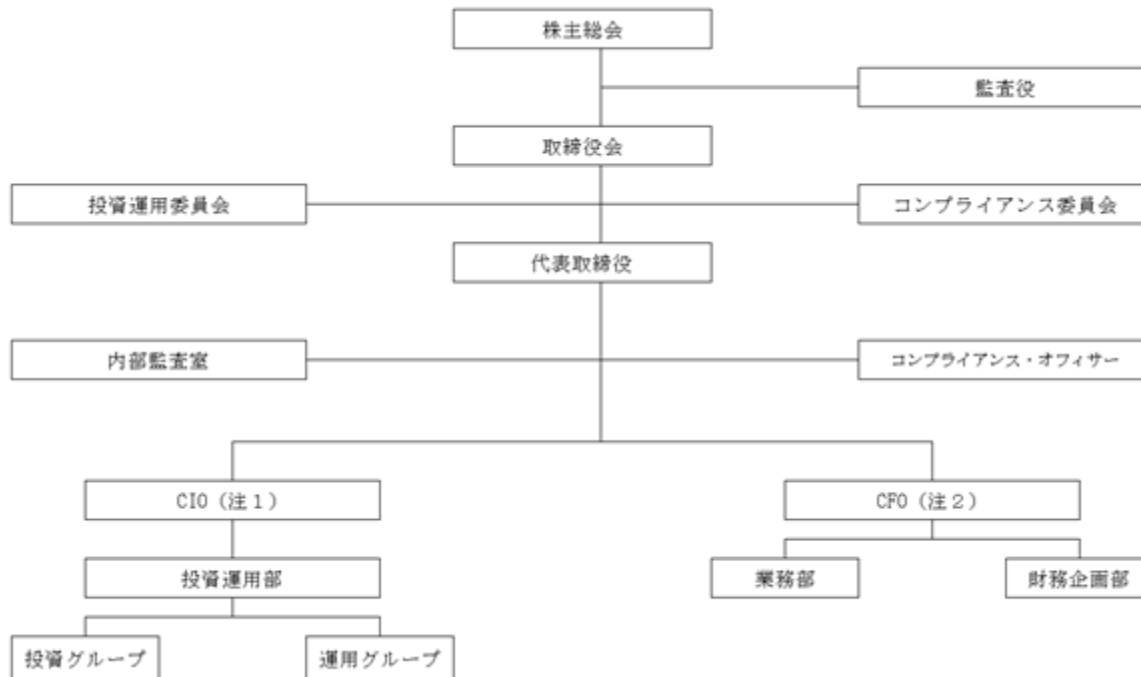 株主総会
監査役
取締役会
投資運用委員会
コンプライアンス委員会
代表取締役
内部監査室
コンプライアンス・オフィサー
CIO（注１）
CFO（注２）
投資運用部
業務部
財務企画部
投資グループ
運用グループ